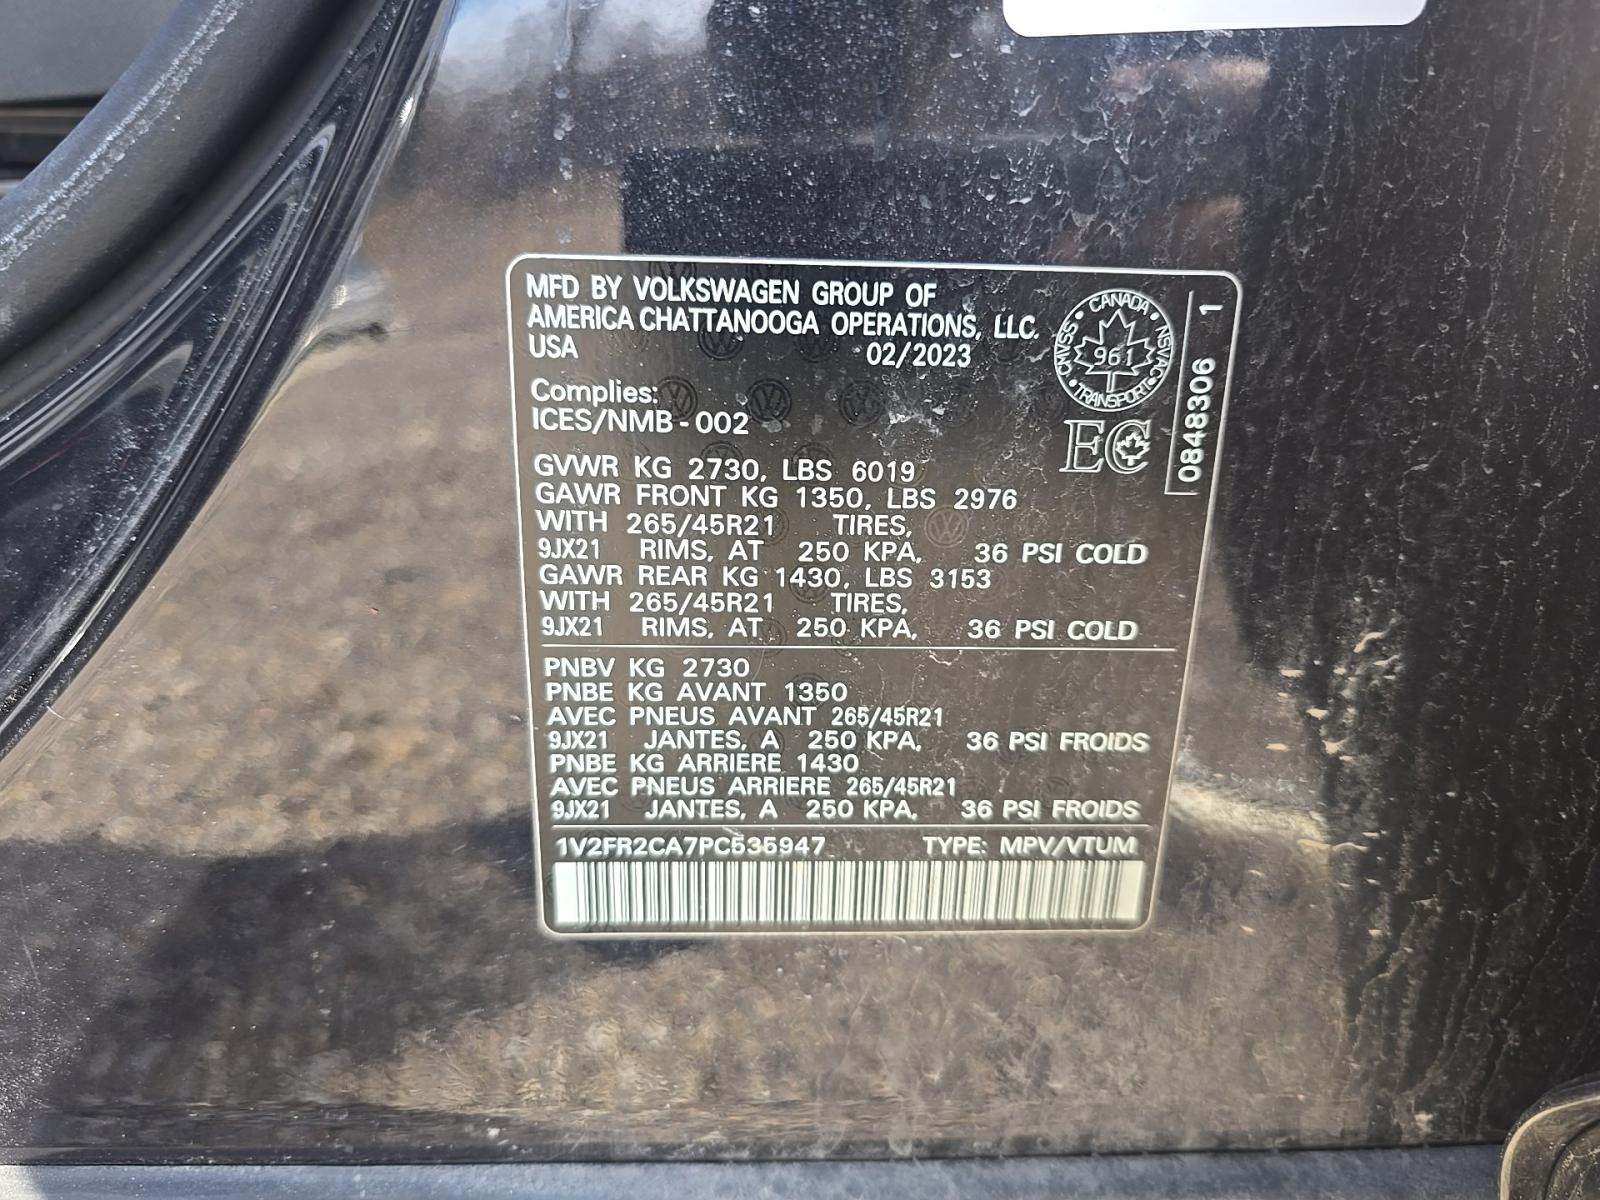 MFD BY VOLKSWAGEN GROUP OF
AMERICA CHATTANOOGA OPERATIONS, LLC.
USA 02/2023
CANADA
CMVSS NSVAC
961
TRANSPORT
0848306 1
Complies:
ICES/NMB-002
EC
GVWR KG 2730, LBS 6019
GAWR FRONT KG 1350, LBS 2976
WITH 265/45R21 TIRES,
9JX21 RIMS, AT 250 KPA, 36 PSI COLD
GAWR REAR KG 1430, LBS 3153
WITH 265/45R21 TIRES,
9JX21 RIMS, AT 250 KPA, 36 PSI COLD
PNBV KG 2730
PNBE KG AVANT 1350
AVEC PNEUS AVANT 265/45R21
9JX21 JANTES, A 250 KPA, 36 PSI FROIDS
PNBE KG ARRIERE 1430
AVEC PNEUS ARRIERE 265/45R21
9JX21 JANTES, A 250 KPA, 36 PSI FROIDS
1V2FR2CA7PC535947 TYPE: MPV/VTUM